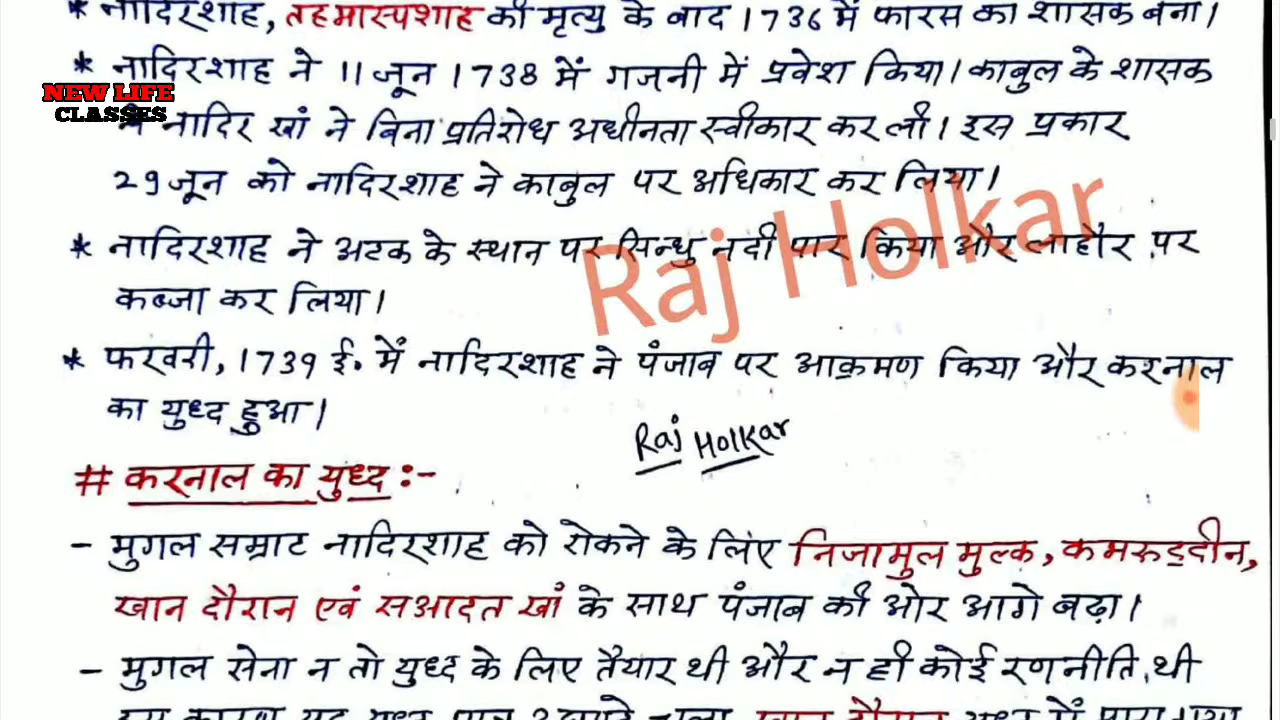 * नादिरशाह, तहमास्पशाह की मृत्यु के बाद 1736 में फारस का शासक बना।
* नादिरशाह ने 11 जून 1738 में गजनी में प्रवेश किया। काबुल के शासक
NEW LIFE
CLASSES
नादिर खां ने बिना प्रतिरोध अधीनता स्वीकार कर ली। इस प्रकार
29 जून को नादिरशाह ने काबुल पर अधिकार कर लिया।
* नादिरशाह ने अटक के स्थान पर सिन्धु नदी पार किया और लाहौर पर
कब्जा कर लिया।
Raj Holkar
* फरवरी, 1739 ई. में नादिरशाह ने पंजाब पर आक्रमण किया और करनाल
का युध्द हुआ।
Raj Holkar
# करनाल का युध्द :-
- मुगल सम्राट नादिरशाह को रोकने के लिए निजामुल मुल्क, कमरुद्दीन,
खान दौरान एवं सआदत खां के साथ पंजाब की ओर आगे बढ़ा।
- मुगल सेना न तो युध्द के लिए तैयार थी और न ही कोई रणनीति थी